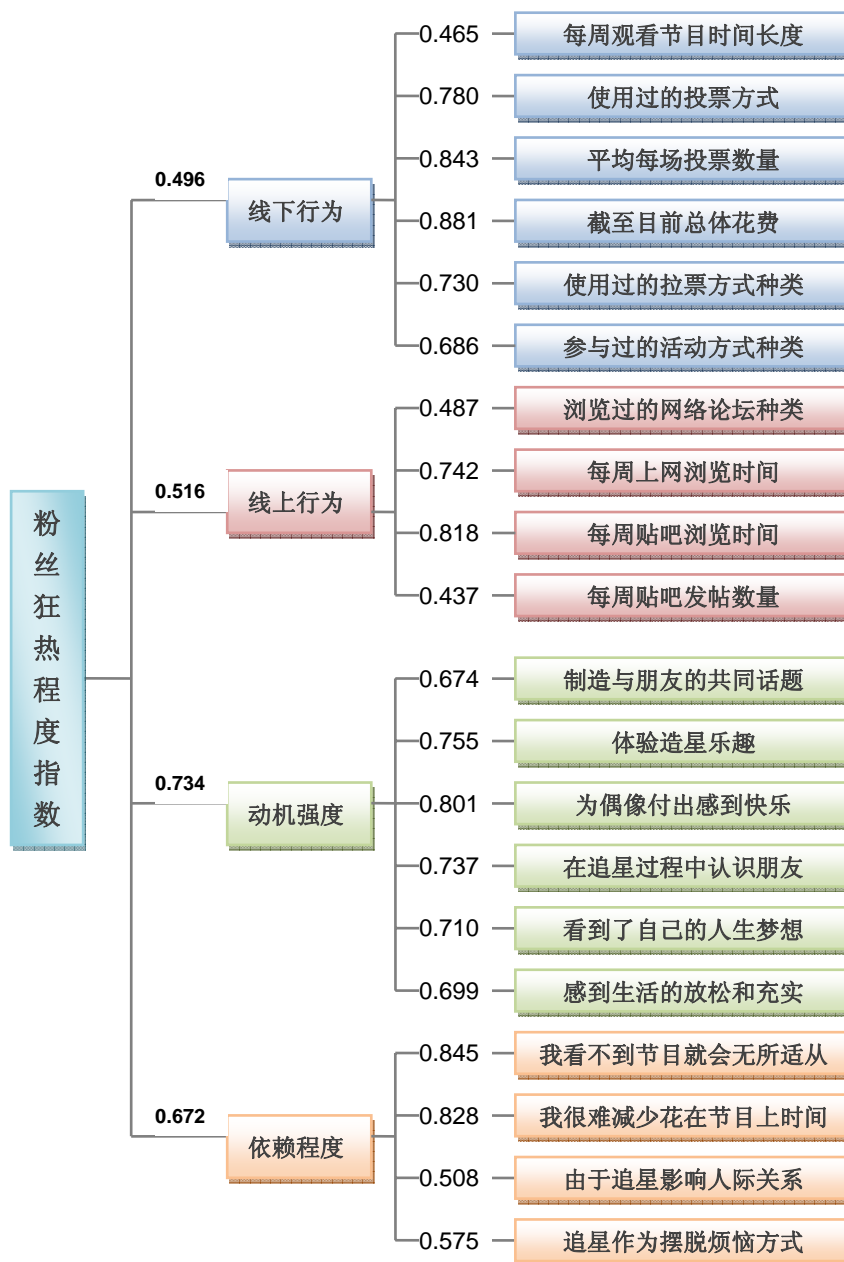 粉丝狂热程度指数
0.496 线下行为
0.465 每周观看节目时间长度
0.780 使用过的投票方式
0.843 平均每场投票数量
0.881 截至目前总体花费
0.730 使用过的拉票方式种类
0.686 参与过的活动方式种类
0.516 线上行为
0.487 浏览过的网络论坛种类
0.742 每周上网浏览时间
0.818 每周贴吧浏览时间
0.437 每周贴吧发帖数量
0.734 动机强度
0.674 制造与朋友的共同话题
0.755 体验造星乐趣
0.801 为偶像付出感到快乐
0.737 在追星过程中认识朋友
0.710 看到了自己的人生梦想
0.699 感到生活的放松和充实
0.672 依赖程度
0.845 我看不到节目就会无所适从
0.828 我很难减少花在节目上时间
0.508 由于追星影响人际关系
0.575 追星作为摆脱烦恼方式